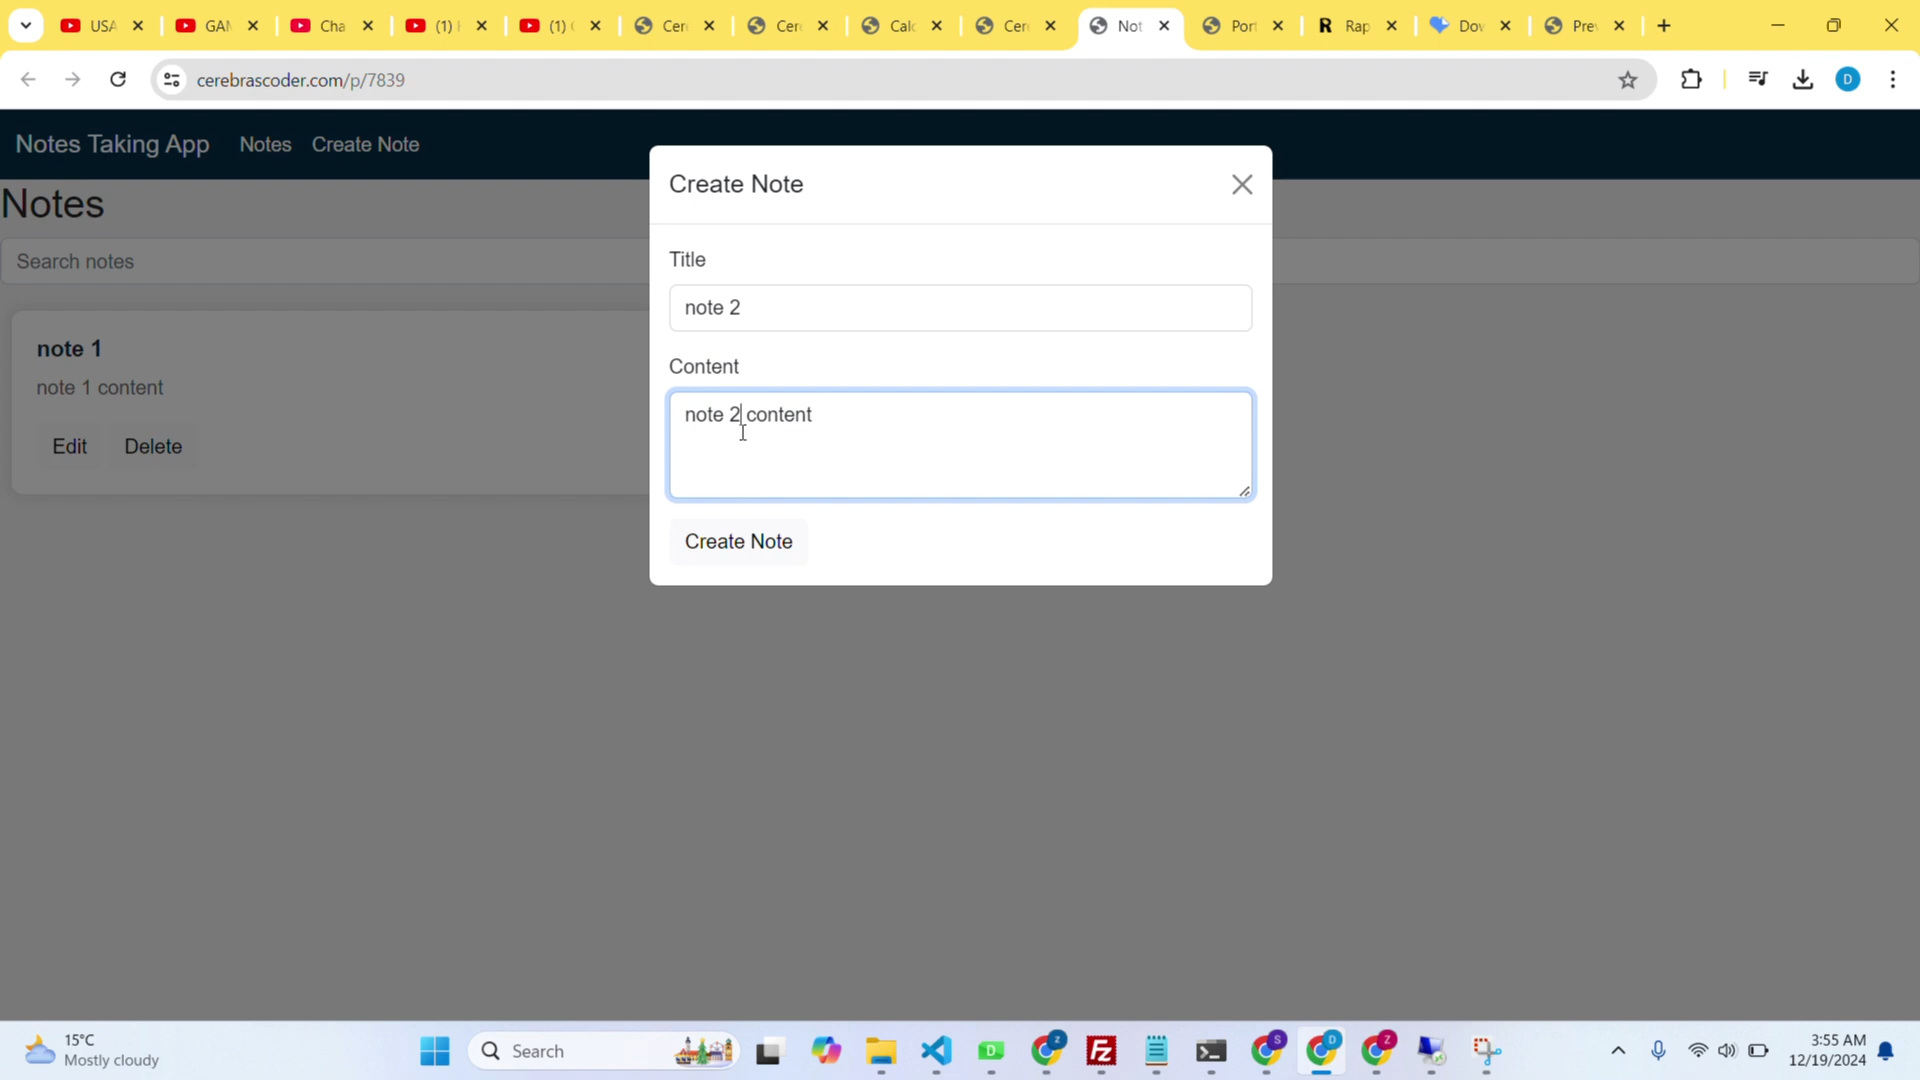 USA
GAN
Cha
(1)
(1)
Cer
Cer
Calc
Cer
Not
Port
Rap
Dov
Pre
cerebrascoder.com/p/7839
D
Notes Taking App Notes Create Note
Notes
Search notes
note 1
note 1 content
Edit Delete
Create Note
Title
note 2
Content
note 2 content
Create Note
15°C
Mostly cloudy
Search
3:55 AM
12/19/2024